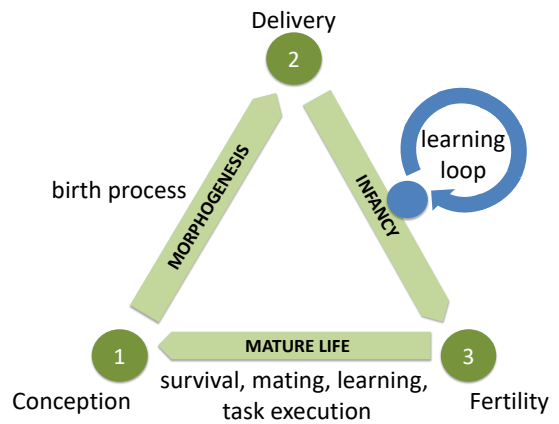 Delivery
2
learning
loop
MORPHOGENESIS
INFANCY
birth process
1
MATURE LIFE
3
survival, mating, learning,
task execution
Conception
Fertility